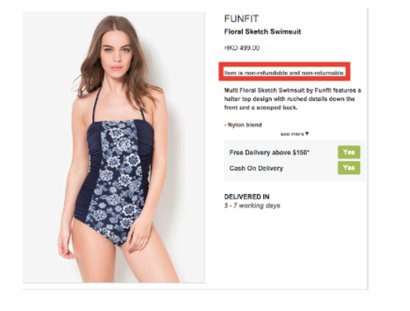 FUNFIT
Floral Sketch Swimsuit
HKD 499.00
Item is non-refundable and non-returnable
Multi Floral Sketch Swimsuit by Funfit features a
halter top design with ruched details down the
front and a scooped back.
- Nylon blend
see more ▼
Free Delivery above $150* Yes
Cash On Delivery Yes
DELIVERED IN
5 - 7 working days